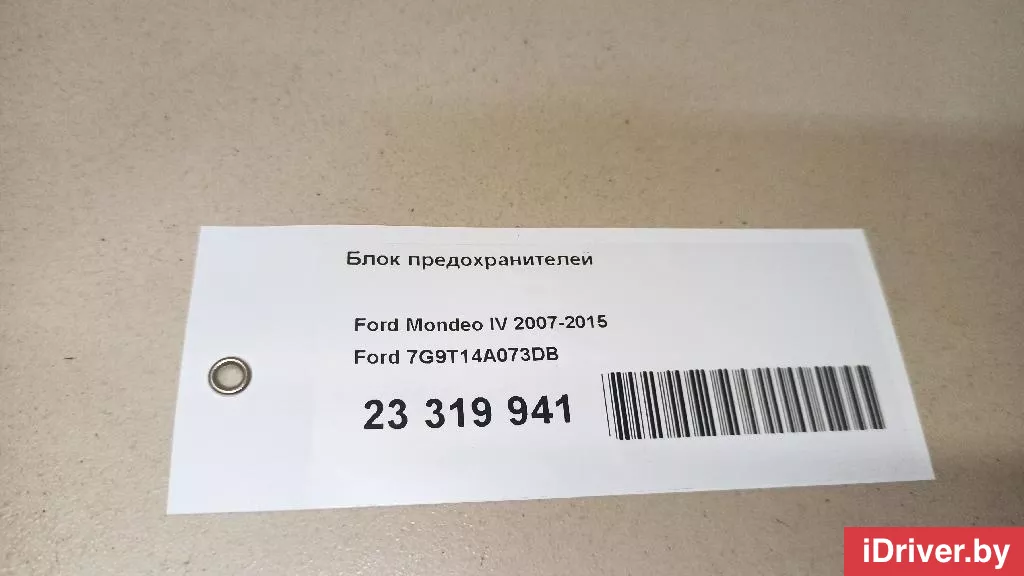 Блок предохранителей
Ford Mondeo IV 2007-2015
Ford 7G9T14A073DB
23 319 941
iDriver.by